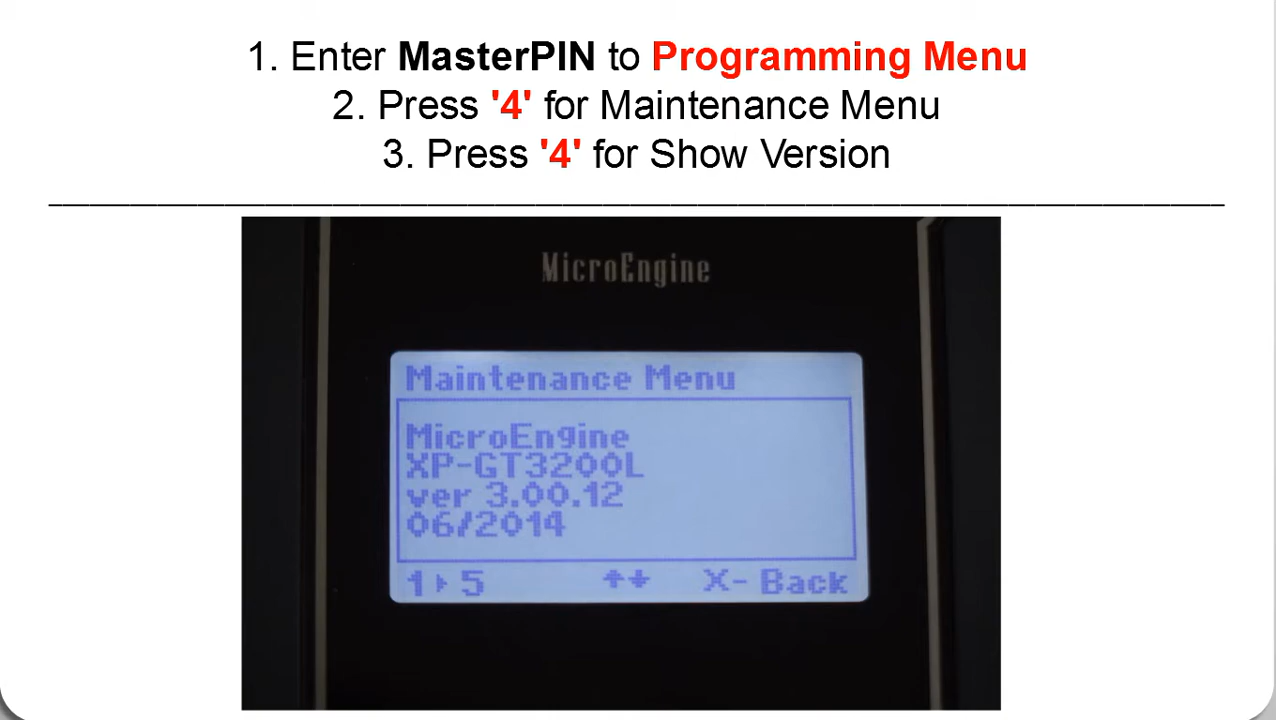 1. Enter MasterPIN to Programming Menu
2. Press '4' for Maintenance Menu
3. Press '4' for Show Version
MicroEngine
Maintenance Menu
MicroEngine
XP-GT3200L
ver 3.00.12
06/2014
1▸5 ↑↓ X- Back